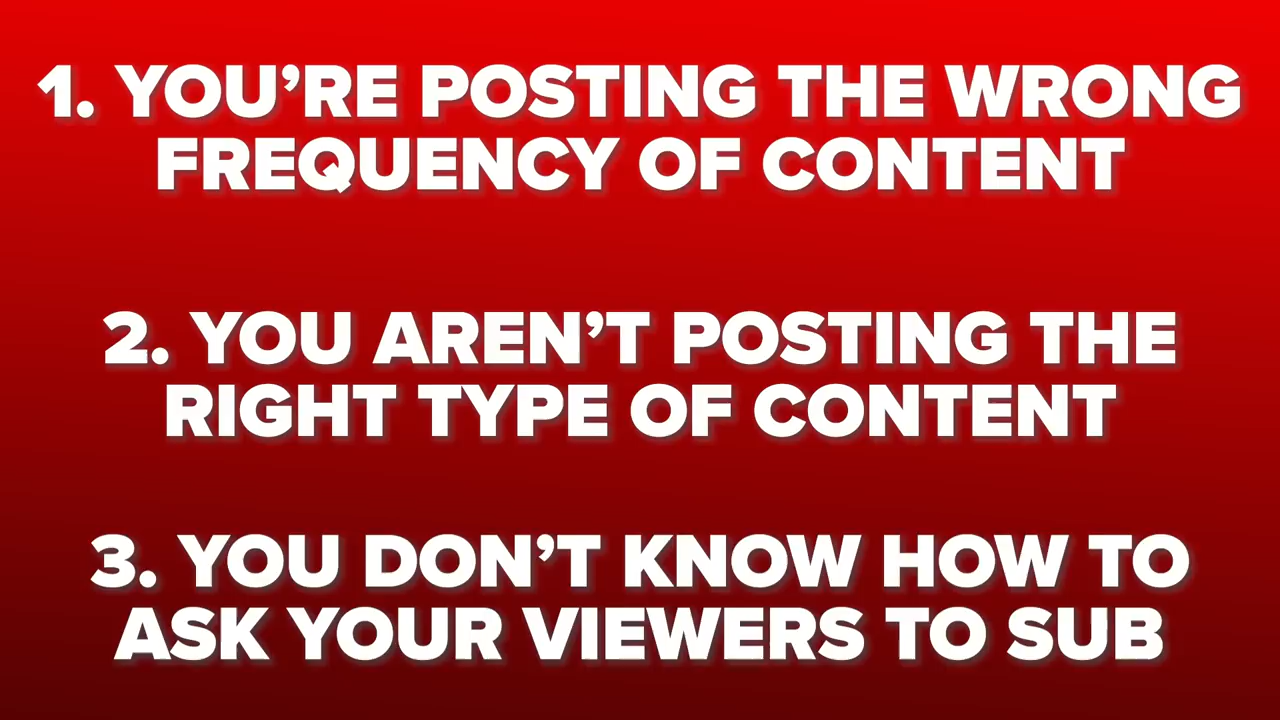 1. YOU’RE POSTING THE WRONG
FREQUENCY OF CONTENT
2. YOU AREN’T POSTING THE
RIGHT TYPE OF CONTENT
3. YOU DON’T KNOW HOW TO
ASK YOUR VIEWERS TO SUB